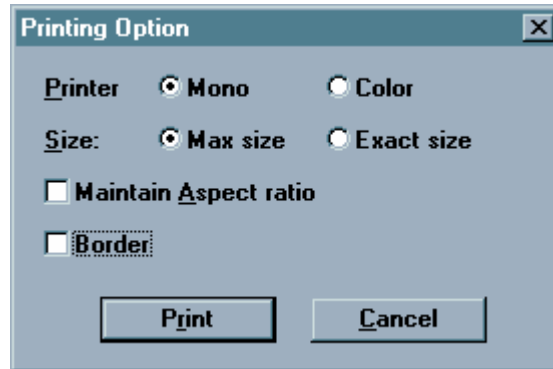 Printing Option
Printer Mono Color
Size: Max size Exact size
Maintain Aspect ratio
Border
Print Cancel